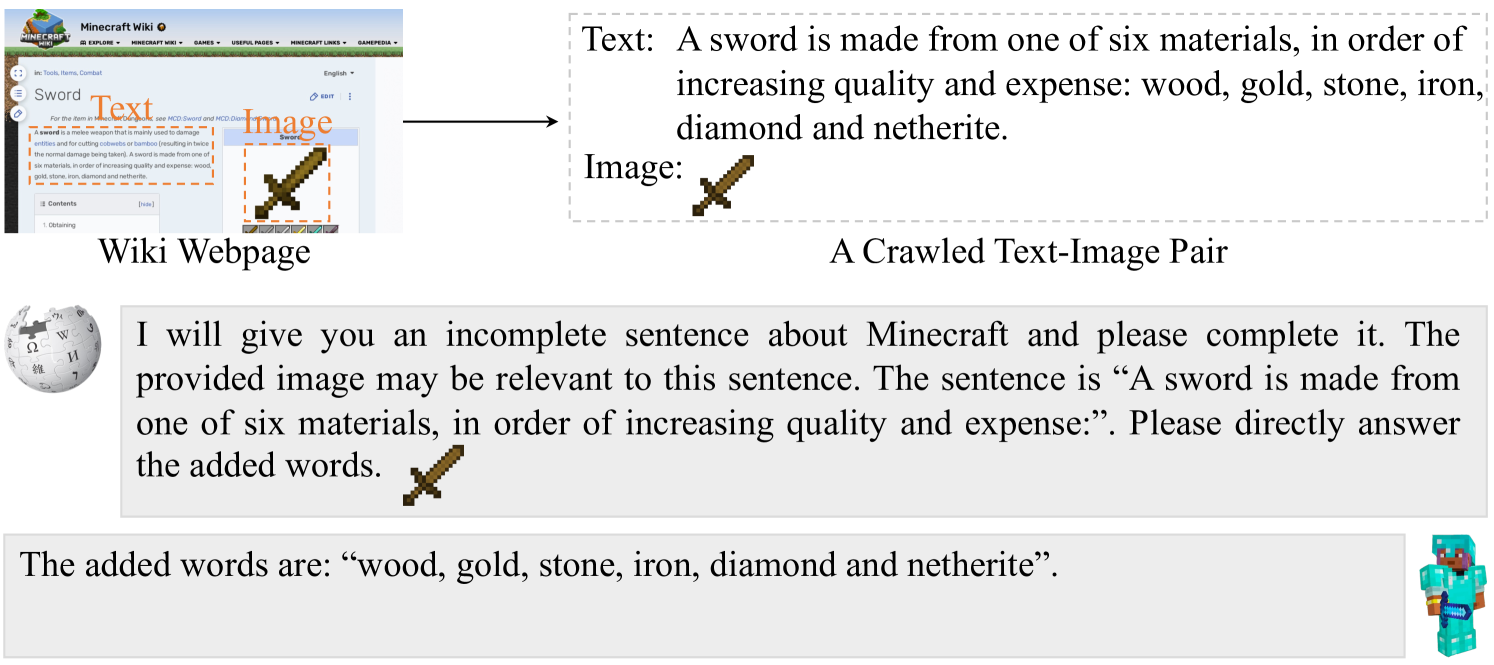 Minecraft Wiki
MINECRAFT
WIKI
EXPLORE MINECRAFT WIKI GAMES USEFUL PAGES MINECRAFT LINKS GAMEPEDIA
in: Tools, Items, Combat
English
Sword
EDIT
Text
Image
For the item in Minecraft Dungeons, see MCD:Sword and MCD:Diamond Sword.
A sword is a melee weapon that is mainly used to damage
entities and for cutting cobwebs or bamboo (resulting in twice
the normal damage being taken). A sword is made from one of
six materials, in order of increasing quality and expense: wood,
gold, stone, iron, diamond and netherite.
Sword
Contents [hide]
1. Obtaining
Wiki Webpage
Text: A sword is made from one of six materials, in order of
increasing quality and expense: wood, gold, stone, iron,
diamond and netherite.
Image:
A Crawled Text-Image Pair
Ω W И 維 7
I will give you an incomplete sentence about Minecraft and please complete it. The
provided image may be relevant to this sentence. The sentence is “A sword is made from
one of six materials, in order of increasing quality and expense:”. Please directly answer
the added words.
The added words are: “wood, gold, stone, iron, diamond and netherite”.